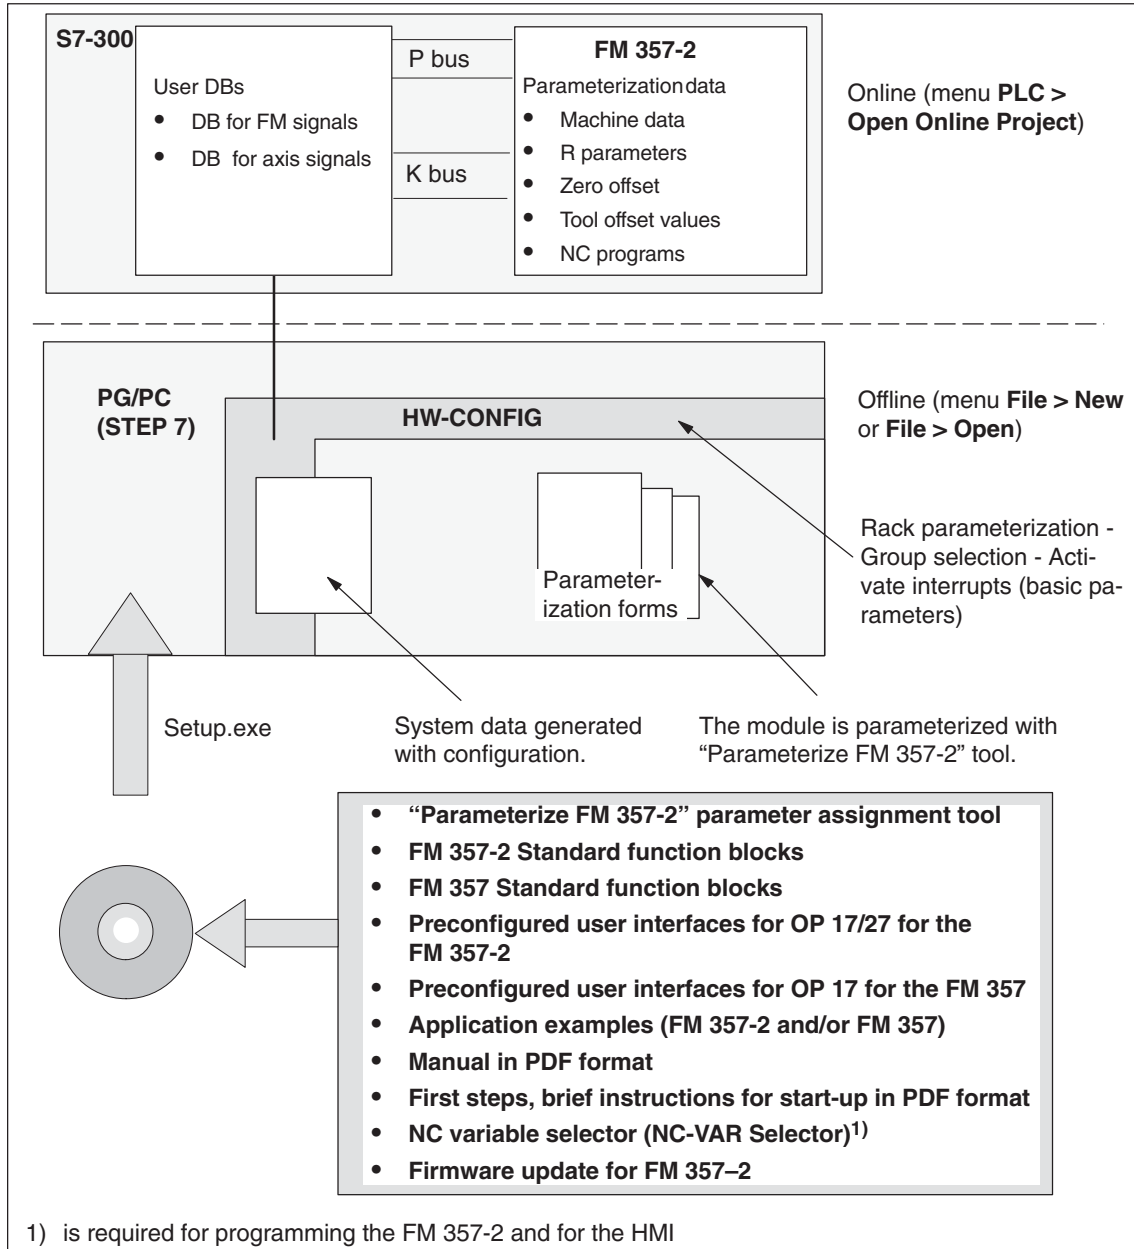 S7-300
User DBs
• DB for FM signals
• DB for axis signals
P bus
K bus
FM 357-2
Parameterization data
• Machine data
• R parameters
• Zero offset
• Tool offset values
• NC programs
Online (menu PLC >
Open Online Project)
PG/PC
(STEP 7)
HW-CONFIG
Parameter-
ization forms
Offline (menu File > New
or File > Open)
Rack parameterization -
Group selection - Acti-
vate interrupts (basic pa-
rameters)
Setup.exe
System data generated
with configuration.
The module is parameterized with
“Parameterize FM 357-2” tool.
• “Parameterize FM 357-2” parameter assignment tool
• FM 357-2 Standard function blocks
• FM 357 Standard function blocks
• Preconfigured user interfaces for OP 17/27 for the
FM 357-2
• Preconfigured user interfaces for OP 17 for the FM 357
• Application examples (FM 357-2 and/or FM 357)
• Manual in PDF format
• First steps, brief instructions for start-up in PDF format
• NC variable selector (NC-VAR Selector)1)
• Firmware update for FM 357–2
1) is required for programming the FM 357-2 and for the HMI